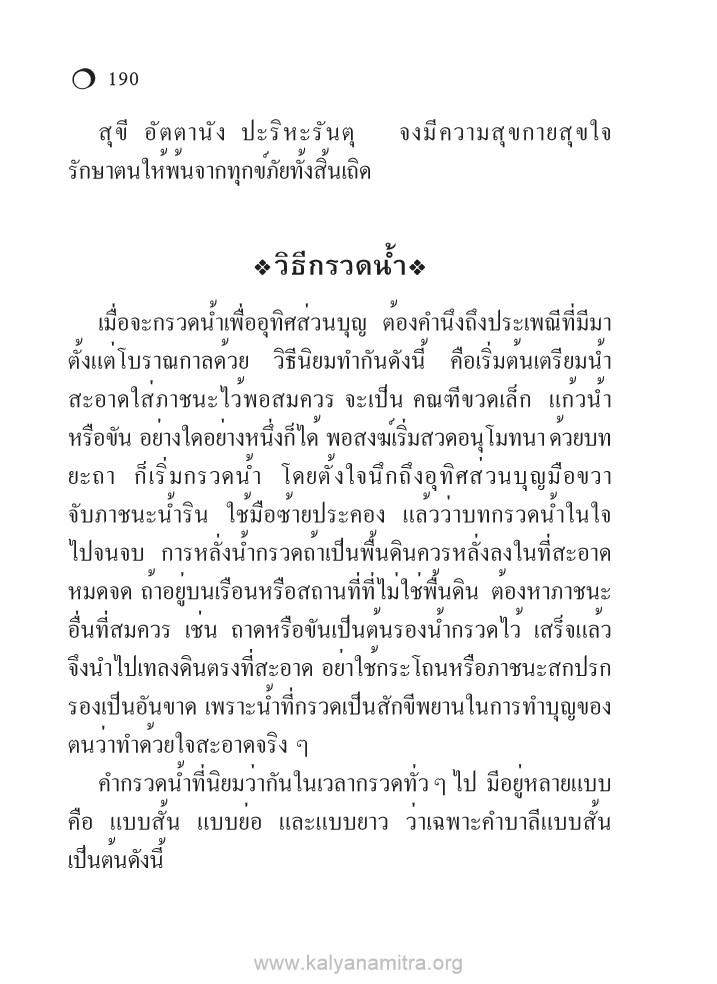 190
สุขี อัตตานัง ปะริหะรันตุ จงมีความสุขกายสุขใจ
รักษาตนให้พ้นจากทุกข์ภัยทั้งสิ้นเถิด
❖วิธีกรวดน้ำ❖
เมื่อจะกรวดน้ำเพื่ออุทิศส่วนบุญ ต้องคำนึงถึงประเพณีที่มีมา
ตั้งแต่โบราณกาลด้วย วิธีนิยมทำกันดังนี้ คือเริ่มต้นเตรียมน้ำ
สะอาดใส่ภาชนะไว้พอสมควร จะเป็น คณฑีขวดเล็ก แก้วน้ำ
หรือขัน อย่างใดอย่างหนึ่งก็ได้ พอสงฆ์เริ่มสวดอนุโมทนา ด้วยบท
ยะถา ก็เริ่มกรวดน้ำ โดยตั้งใจนึกถึงอุทิศส่วนบุญมือขวา
จับภาชนะน้ำริน ใช้มือซ้ายประคอง แล้วว่าบทกรวดน้ำในใจ
ไปจนจบ การหลั่งน้ำกรวดถ้าเป็นพื้นดินควรหลั่งลงในที่สะอาด
หมดจด ถ้าอยู่บนเรือนหรือสถานที่ที่ไม่ใช่พื้นดิน ต้องหาภาชนะ
อื่นที่สมควร เช่น ถาดหรือขันเป็นต้นรองน้ำกรวดไว้ เสร็จแล้ว
จึงนำไปเทลงดินตรงที่สะอาด อย่าใช้กระโถนหรือภาชนะสกปรก
รองเป็นอันขาด เพราะน้ำที่กรวดเป็นสักขีพยานในการทำบุญของ
ตนว่าทำด้วยใจสะอาดจริง ๆ
คำกรวดน้ำที่นิยมว่ากันในเวลากรวดทั่ว ๆ ไป มีอยู่หลายแบบ
คือ แบบสั้น แบบย่อ และแบบยาว ว่าเฉพาะคำบาลีแบบสั้น
เป็นต้นดังนี้
www.kalyanamitra.org